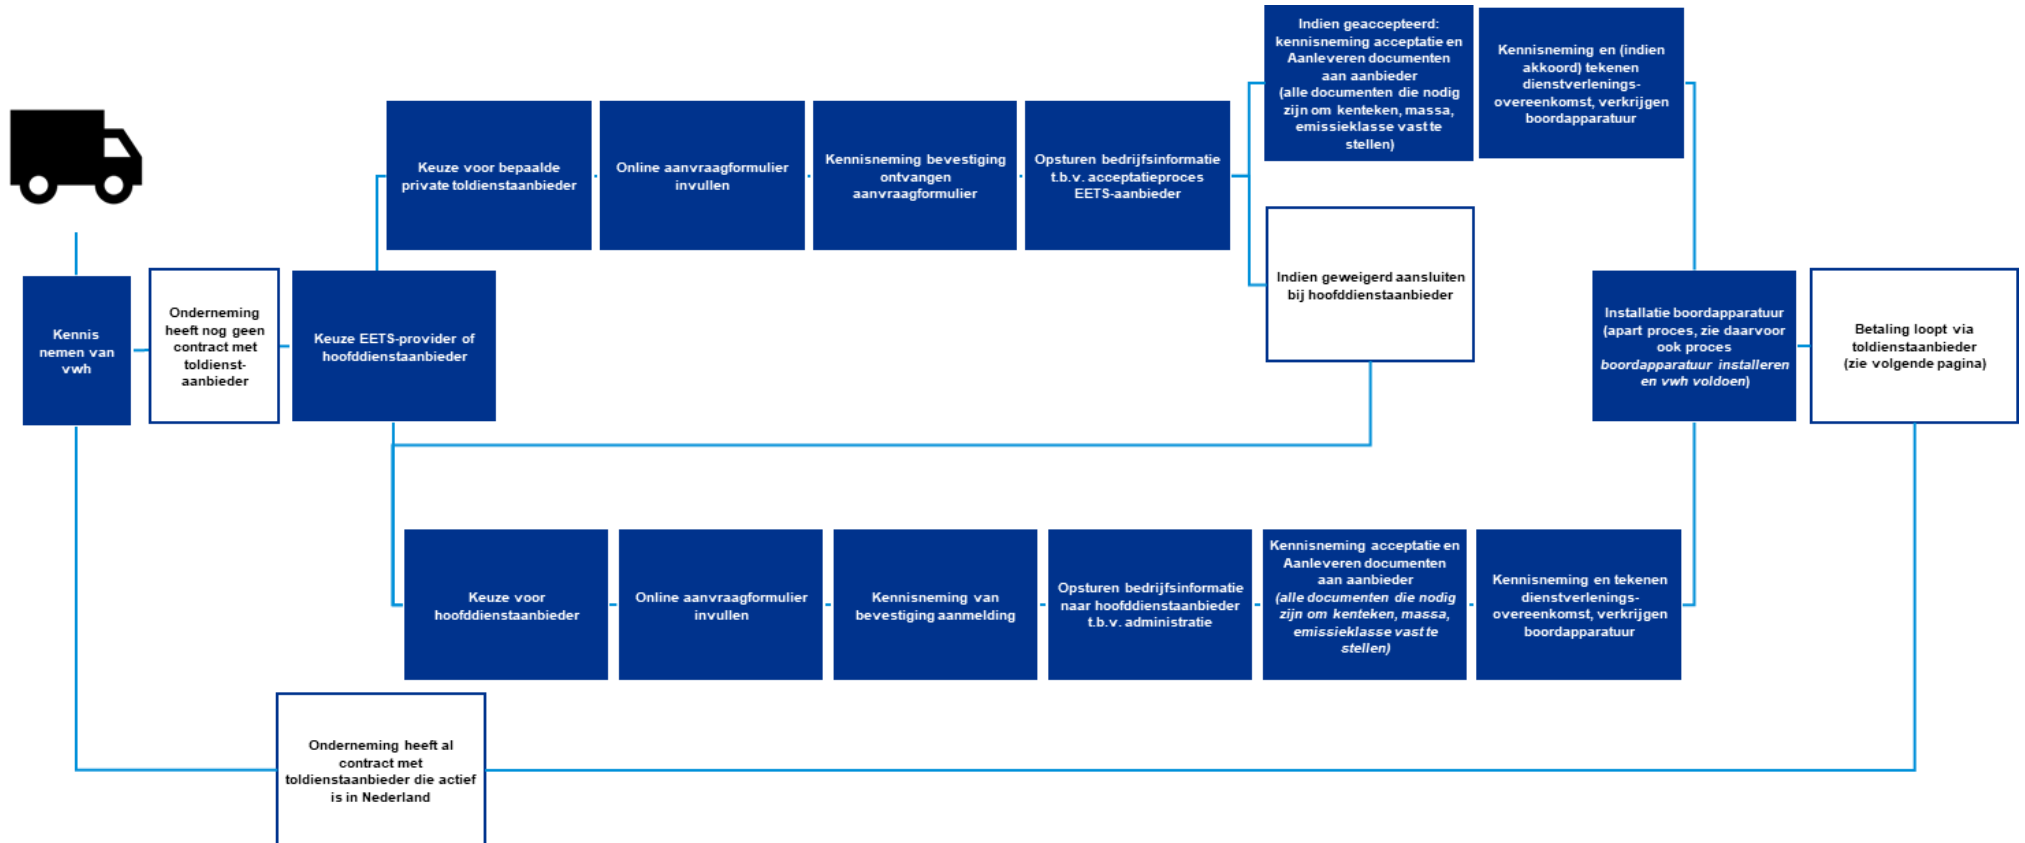 Kennis
nemen van
vwh
Onderneming
heeft nog geen
contract met
toldienst-
aanbieder
Keuze EETS-provider of
hoofddienstaanbieder
Keuze voor bepaalde
private toldienstaanbieder
Online aanvraagformulier
invullen
Kennisneming bevestiging
ontvangen
aanvraagformulier
Opsturen bedrijfsinformatie
t.b.v. acceptatieproces
EETS-aanbieder
Indien geaccepteerd:
kennisneming acceptatie en
Aanleveren documenten
aan aanbieder
(alle documenten die nodig
zijn om kenteken, massa,
emissieklasse vast te
stellen)
Kennisneming en (indien
akkoord) tekenen
dienstverlenings-
overeenkomst, verkrijgen
boordapparatuur
Indien geweigerd aansluiten
bij hoofddienstaanbieder
Installatie boordapparatuur
(apart proces, zie daarvoor
ook proces
boordapparatuur installeren
en vwh voldoen)
Betaling loopt via
toldienstaanbieder
(zie volgende pagina)
Keuze voor
hoofddienstaanbieder
Online aanvraagformulier
invullen
Kennisneming van
bevestiging aanmelding
Opsturen bedrijfsinformatie
naar hoofddienstaanbieder
t.b.v. administratie
Kennisneming acceptatie en
Aanleveren documenten
aan aanbieder
(alle documenten die nodig
zijn om kenteken, massa,
emissieklasse vast te
stellen)
Kennisneming en tekenen
dienstverlenings-
overeenkomst, verkrijgen
boordapparatuur
Onderneming heeft al
contract met
toldienstaanbieder die actief
is in Nederland